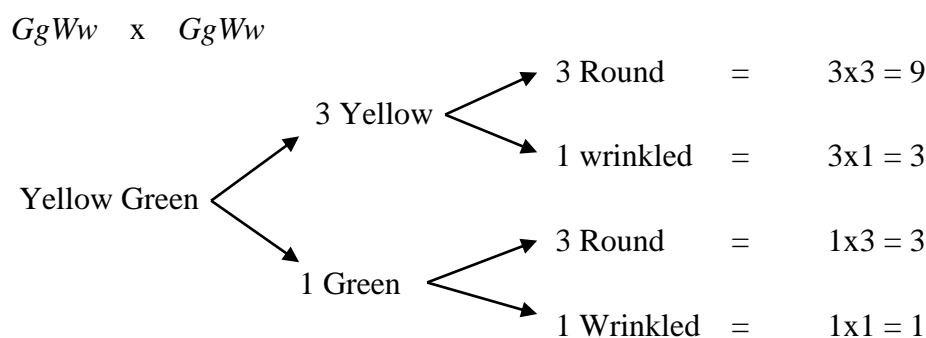 GgWw x GgWw
3 Round = 3x3 = 9
3 Yellow
1 wrinkled = 3x1 = 3
Yellow Green
3 Round = 1x3 = 3
1 Green
1 Wrinkled = 1x1 = 1